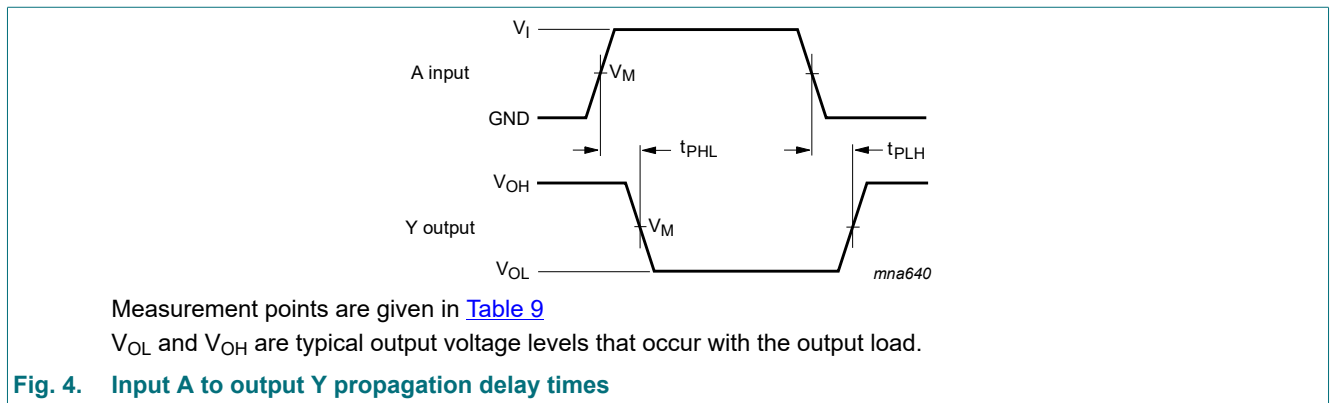 V_I
A input
V_M
GND
t_PHL
t_PLH
V_OH
Y output
V_M
V_OL
mna640
Measurement points are given in Table 9
V_OL and V_OH are typical output voltage levels that occur with the output load.
Fig. 4. Input A to output Y propagation delay times